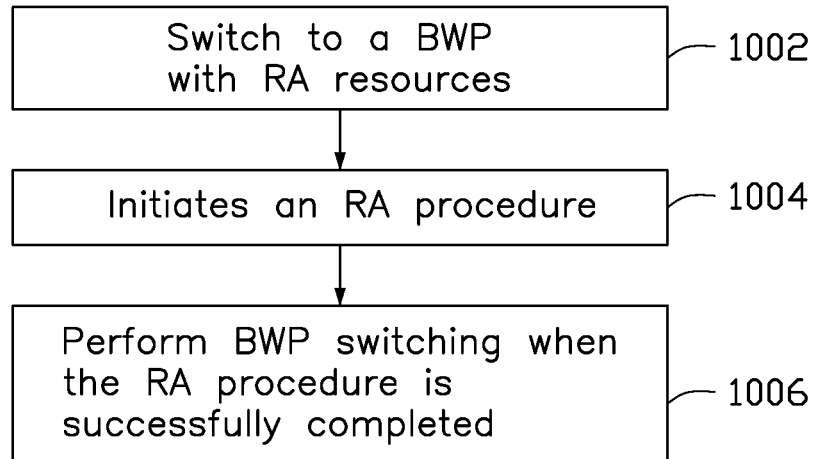 Switch to a BWP
with RA resources
1002
Initiates an RA procedure
1004
Perform BWP switching when
the RA procedure is
successfully completed
1006